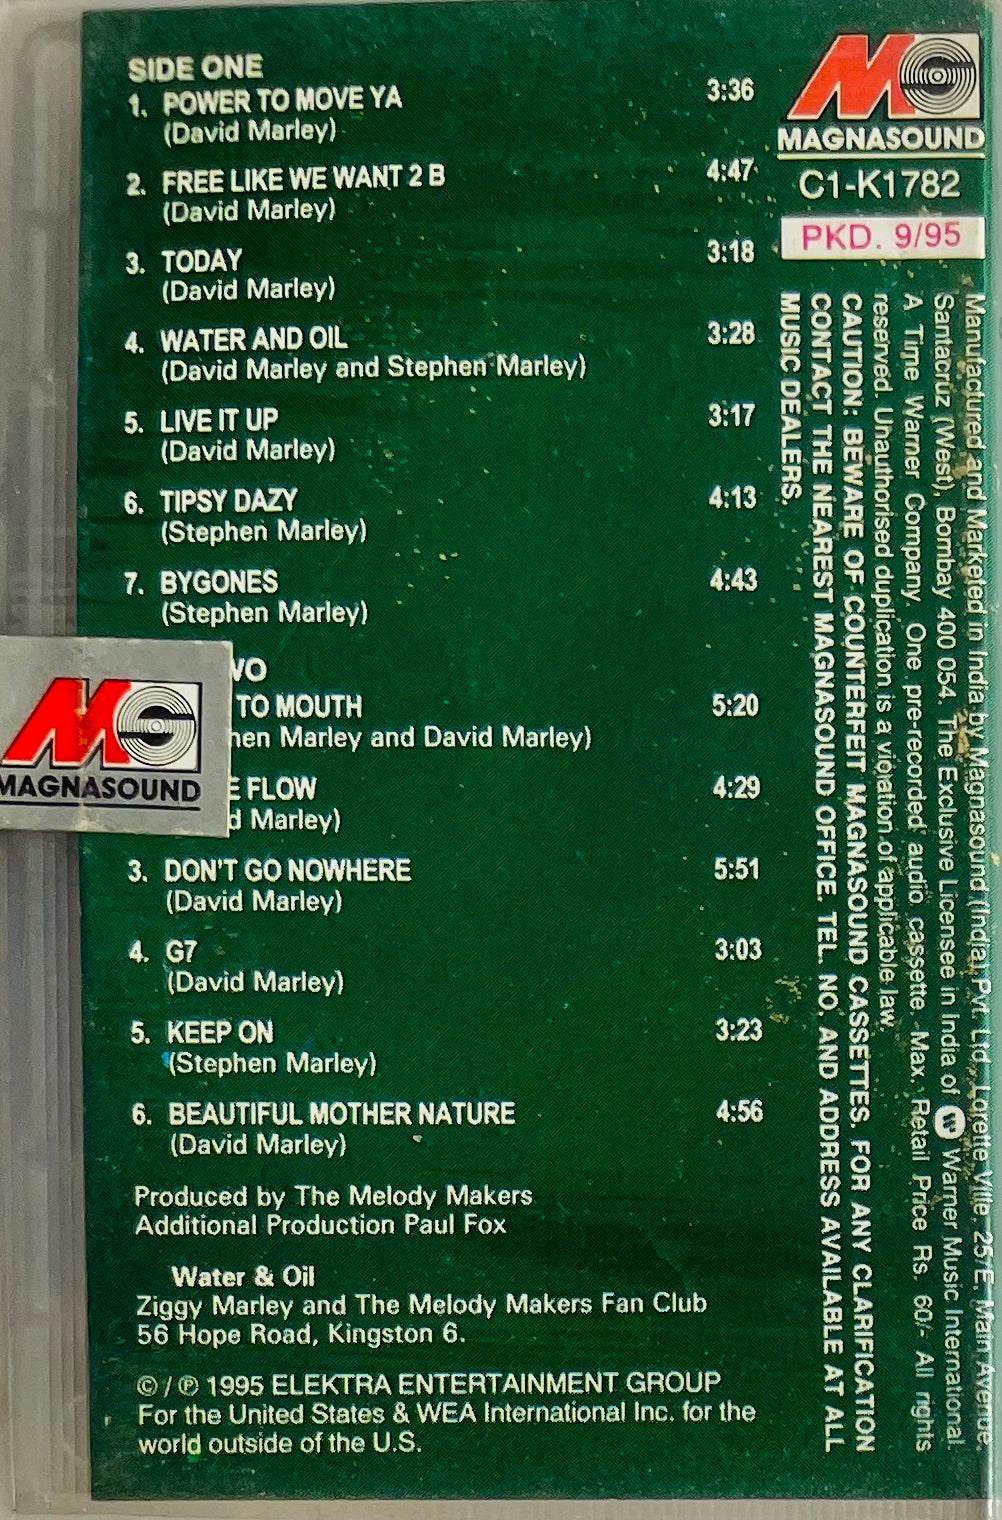 SIDE ONE
1. POWER TO MOVE YA 3:36
(David Marley)
2. FREE LIKE WE WANT 2 B 4:47
(David Marley)
3. TODAY 3:18
(David Marley)
4. WATER AND OIL 3:28
(David Marley and Stephen Marley)
5. LIVE IT UP 3:17
(David Marley)
6. TIPSY DAZY 4:13
(Stephen Marley)
7. BYGONES 4:43
(Stephen Marley)
TO MOUTH 5:20
Marley and David Marley)
FLOW 4:29
Marley)
3. DON'T GO NOWHERE 5:51
(David Marley)
4. G7 3:03
(David Marley)
5. KEEP ON 3:23
(Stephen Marley)
6. BEAUTIFUL MOTHER NATURE 4:56
(David Marley)
Produced by The Melody Makers
Additional Production Paul Fox
Water & Oil
Ziggy Marley and The Melody Makers Fan Club
56 Hope Road, Kingston 6.
©/℗ 1995 ELEKTRA ENTERTAINMENT GROUP
For the United States & WEA International Inc. for the
world outside of the U.S.
MG
MAGNASOUND
C1-K1782
PKD. 9/95
Manufactured and Marketed in India by Magnasound (India) Pvt. Ltd., Lorette Ville, 25/E, Main Avenue,
Santacruz (West), Bombay 400 054. The Exclusive Licensee in India of W Warner Music International.
A Time Warner Company. One pre-recorded audio cassette. Max. Retail Price Rs. 60/- All rights
reserved. Unauthorised duplication is a violation of applicable law.
CAUTION: BEWARE OF COUNTERFEIT MAGNASOUND CASSETTES. FOR ANY CLARIFICATION
CONTACT THE NEAREST MAGNASOUND OFFICE. TEL. NO. AND ADDRESS AVAILABLE AT ALL
MUSIC DEALERS.
MG
MAGNASOUND